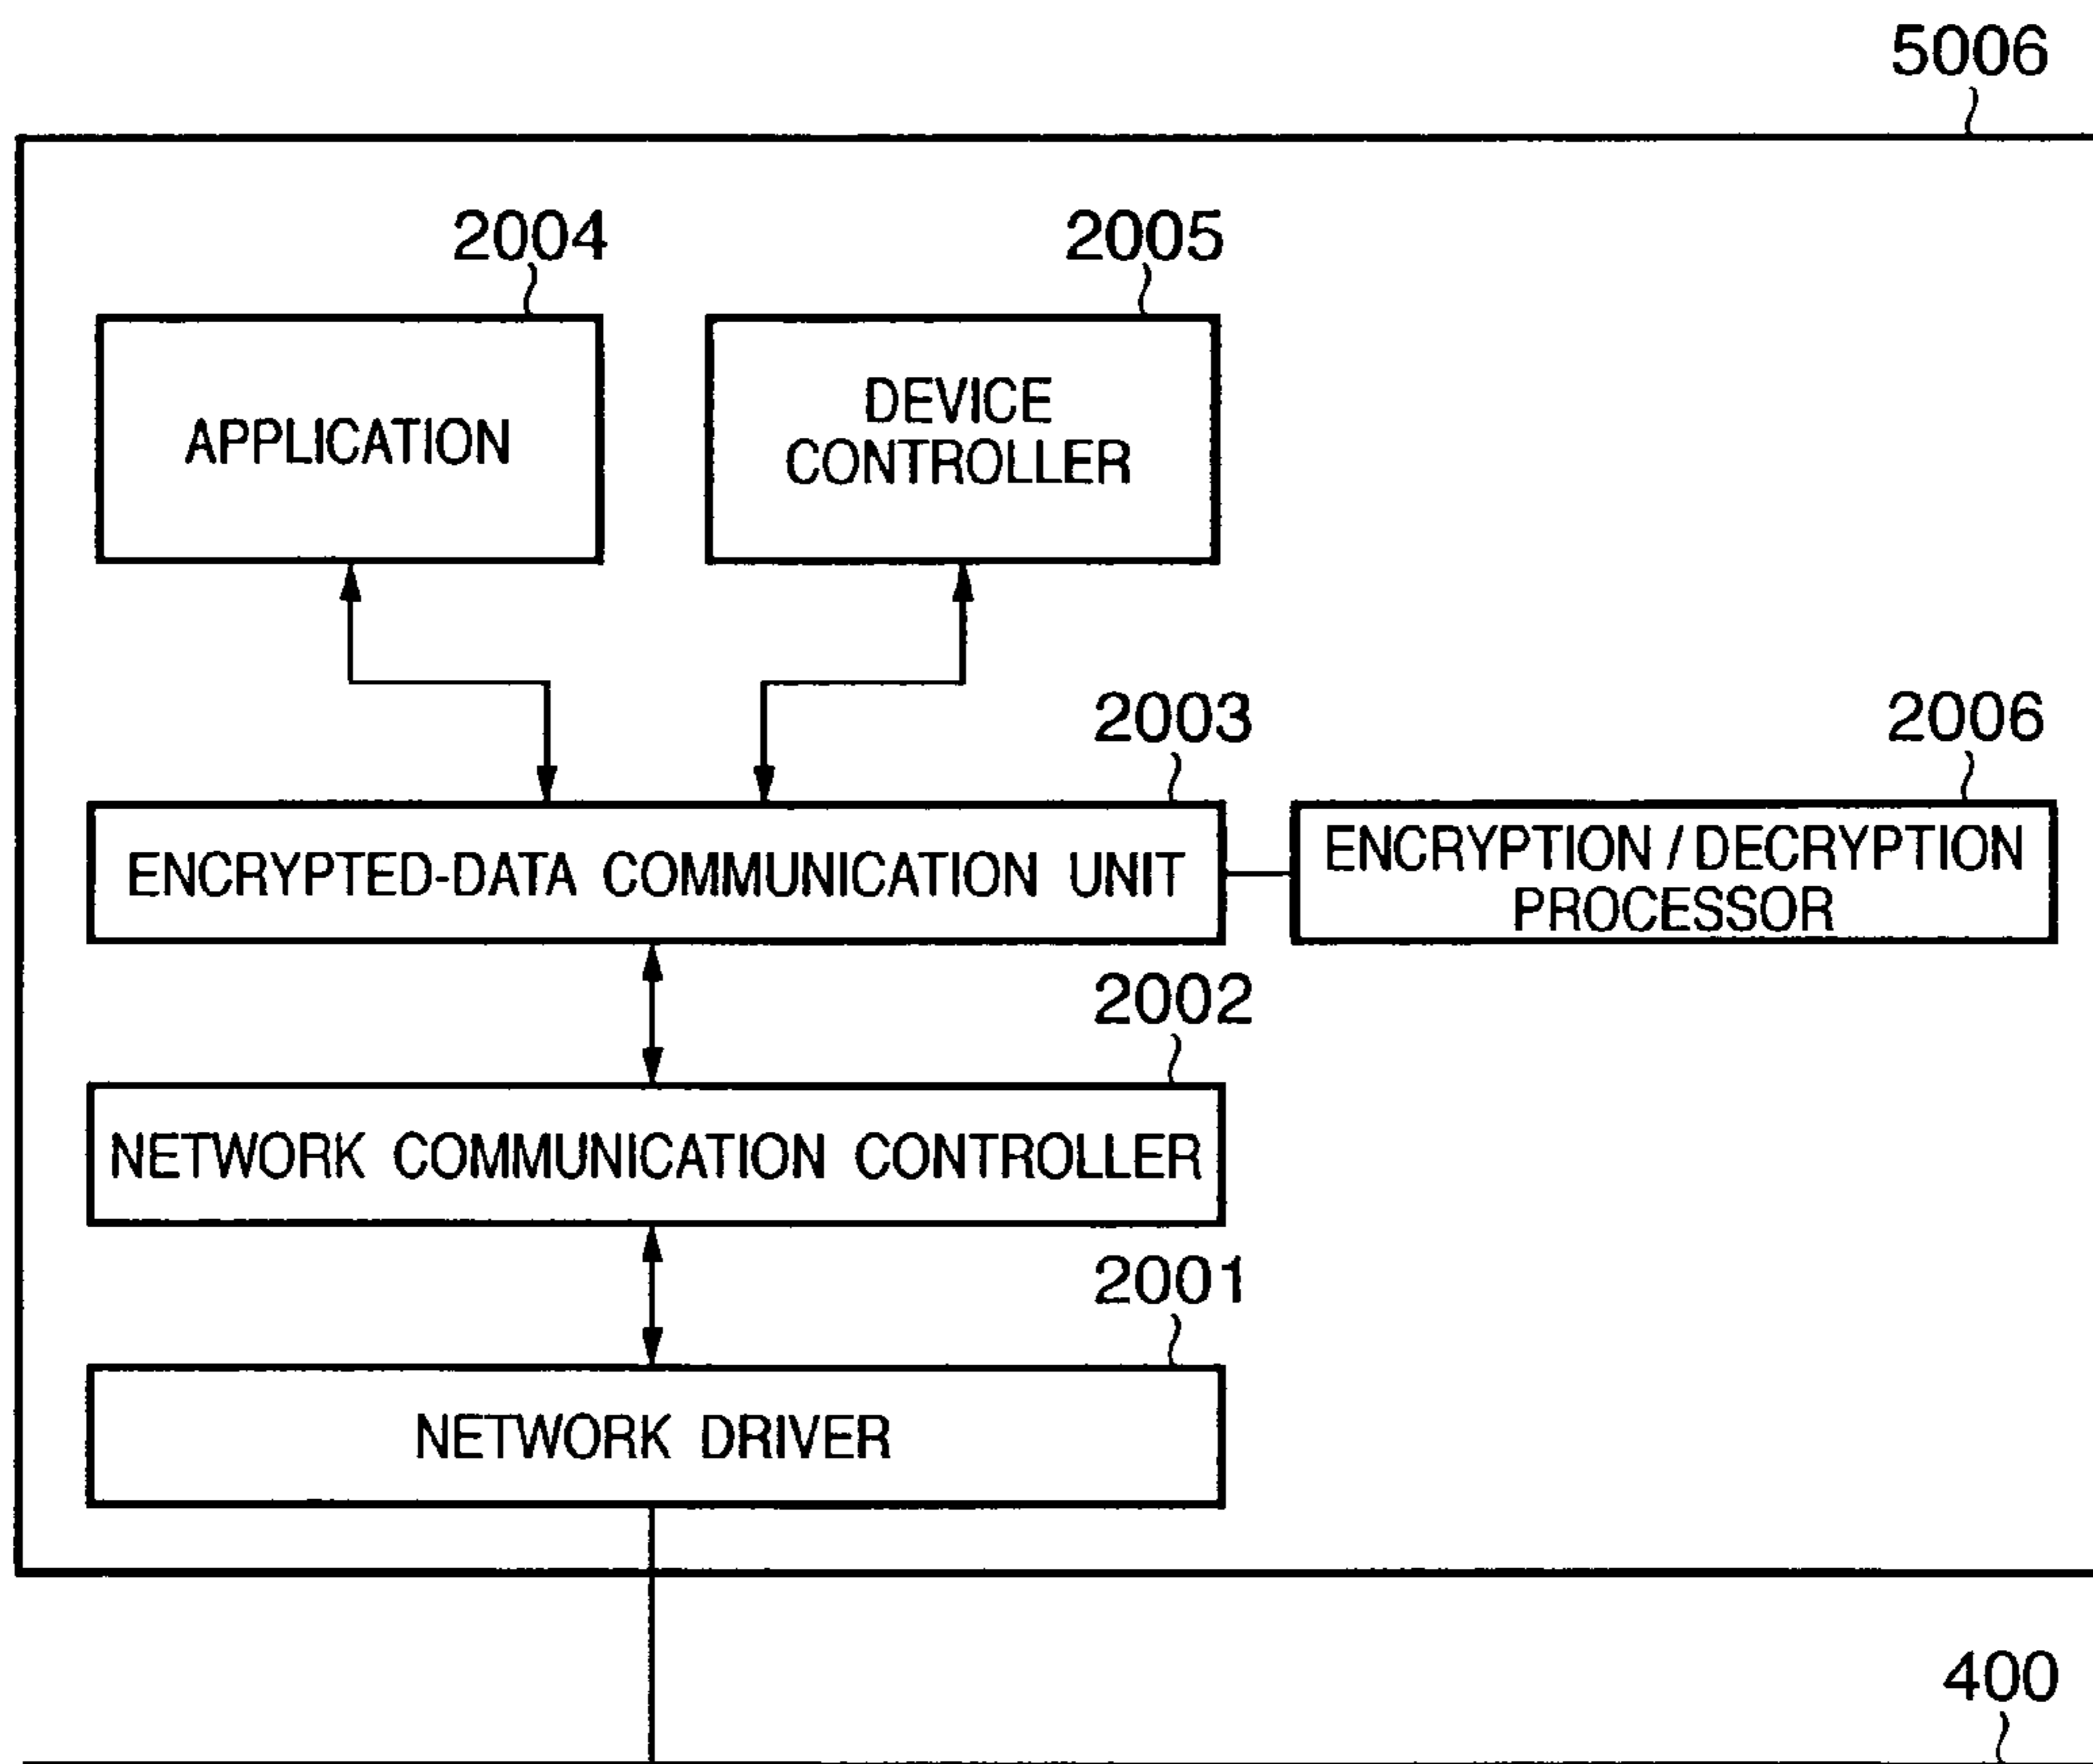 5006
2004
2005
APPLICATION
DEVICE
CONTROLLER
2003
2006
ENCRYPTED-DATA COMMUNICATION UNIT
ENCRYPTION / DECRYPTION
PROCESSOR
2002
NETWORK COMMUNICATION CONTROLLER
2001
NETWORK DRIVER
400